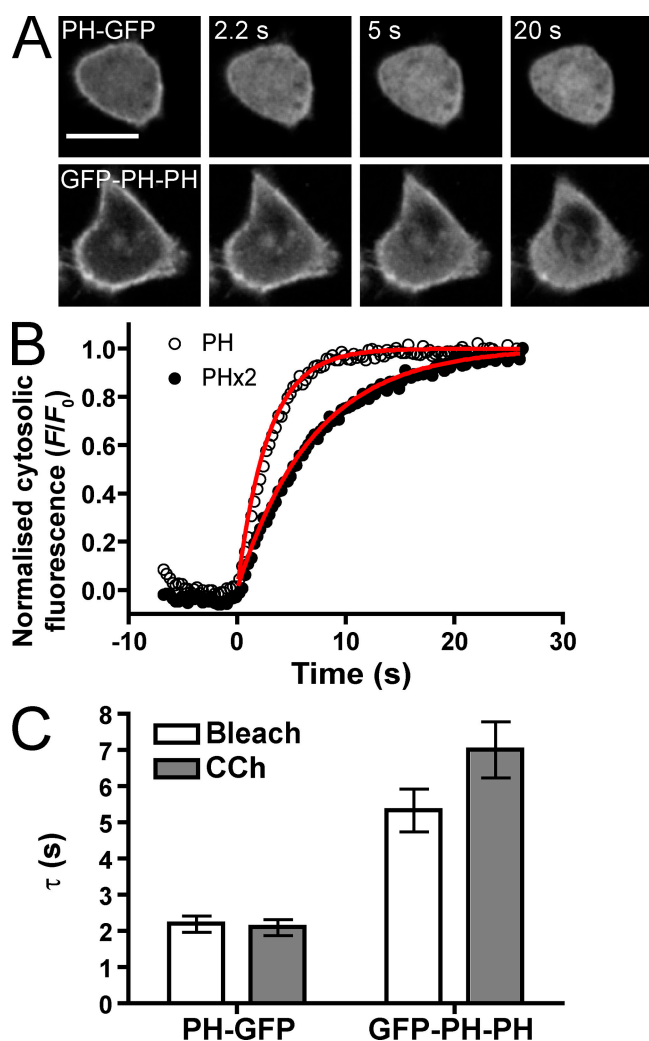 A
PH-GFP
2.2 s
5 s
20 s
GFP-PH-PH
B
Normalised cytosolic
fluorescence (F/F0)
1.0
0.8
0.6
0.4
0.2
0.0
PH
PHx2
-10
0
10
20
30
Time (s)
C
τ (s)
8
7
6
5
4
3
2
1
0
Bleach
CCh
PH-GFP
GFP-PH-PH